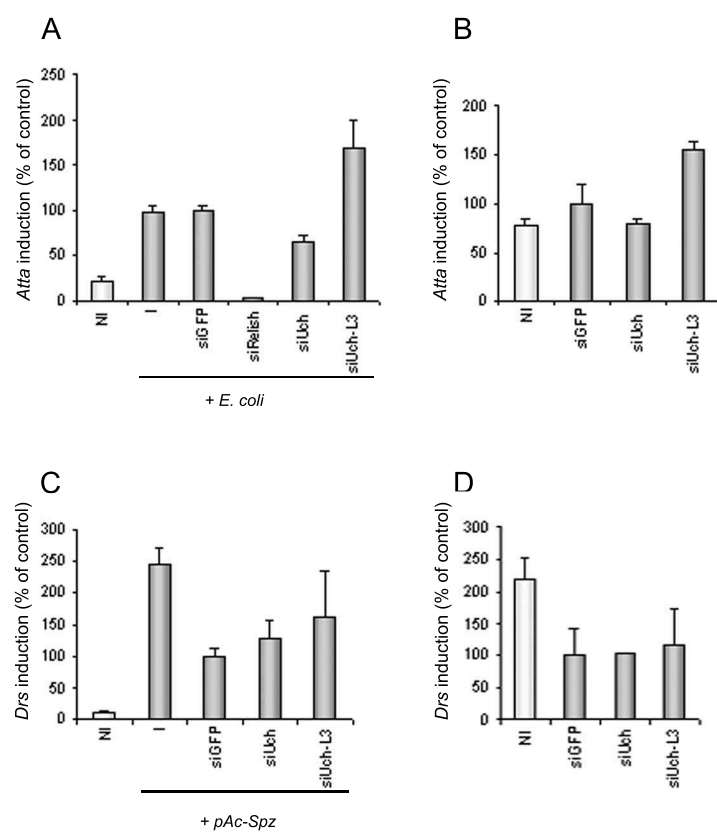 A
Atta induction (% of control)
250
200
150
100
50
0
NI
I
siGFP
siRelish
siUch
siUch-L3
+ E. coli
B
Atta induction (% of control)
200
150
100
50
0
NI
siGFP
siUch
siUch-L3
C
Drs induction (% of control)
300
250
200
150
100
50
0
NI
I
siGFP
siUch
siUch-L3
+ pAc-Spz
D
Drs induction (% of control)
300
250
200
150
100
50
0
NI
siGFP
siUch
siUch-L3